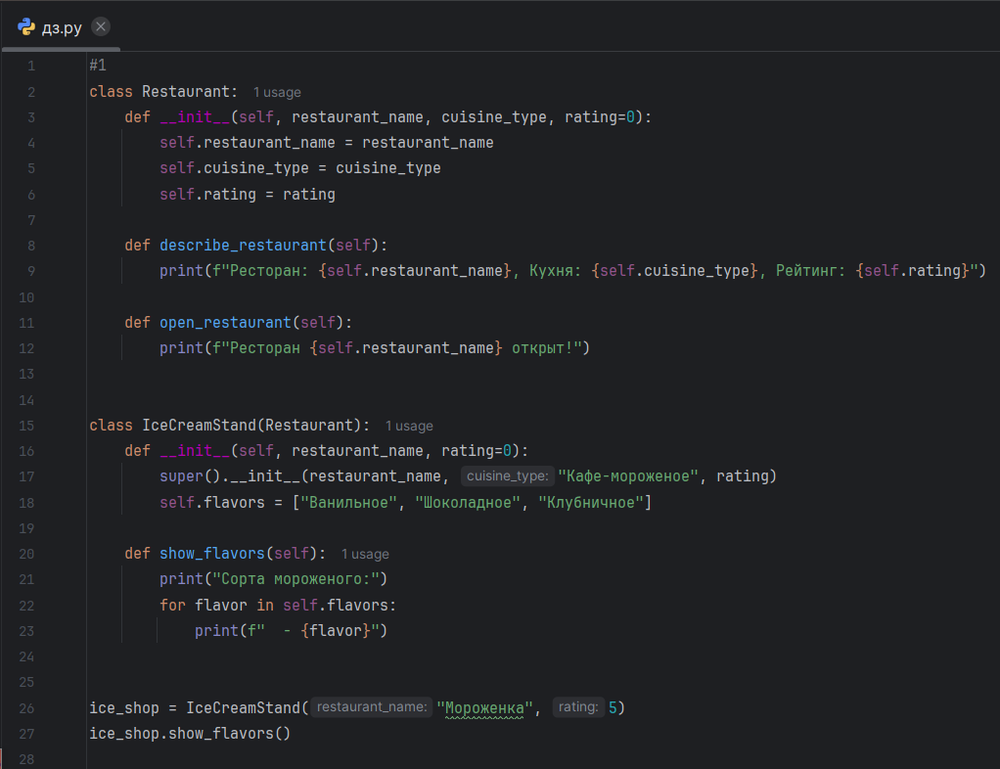 дз.py
1 #1
2 class Restaurant: 1 usage
3 def __init__(self, restaurant_name, cuisine_type, rating=0):
4 self.restaurant_name = restaurant_name
5 self.cuisine_type = cuisine_type
6 self.rating = rating
7
8 def describe_restaurant(self):
9 print(f"Ресторан: {self.restaurant_name}, Кухня: {self.cuisine_type}, Рейтинг: {self.rating}")
10
11 def open_restaurant(self):
12 print(f"Ресторан {self.restaurant_name} открыт!")
13
14
15 class IceCreamStand(Restaurant): 1 usage
16 def __init__(self, restaurant_name, rating=0):
17 super().__init__(restaurant_name, cuisine_type: "Кафе-мороженое", rating)
18 self.flavors = ["Ванильное", "Шоколадное", "Клубничное"]
19
20 def show_flavors(self): 1 usage
21 print("Сорта мороженого:")
22 for flavor in self.flavors:
23 print(f"  - {flavor}")
24
25
26 ice_shop = IceCreamStand( restaurant_name: "Мороженка", rating: 5)
27 ice_shop.show_flavors()
28